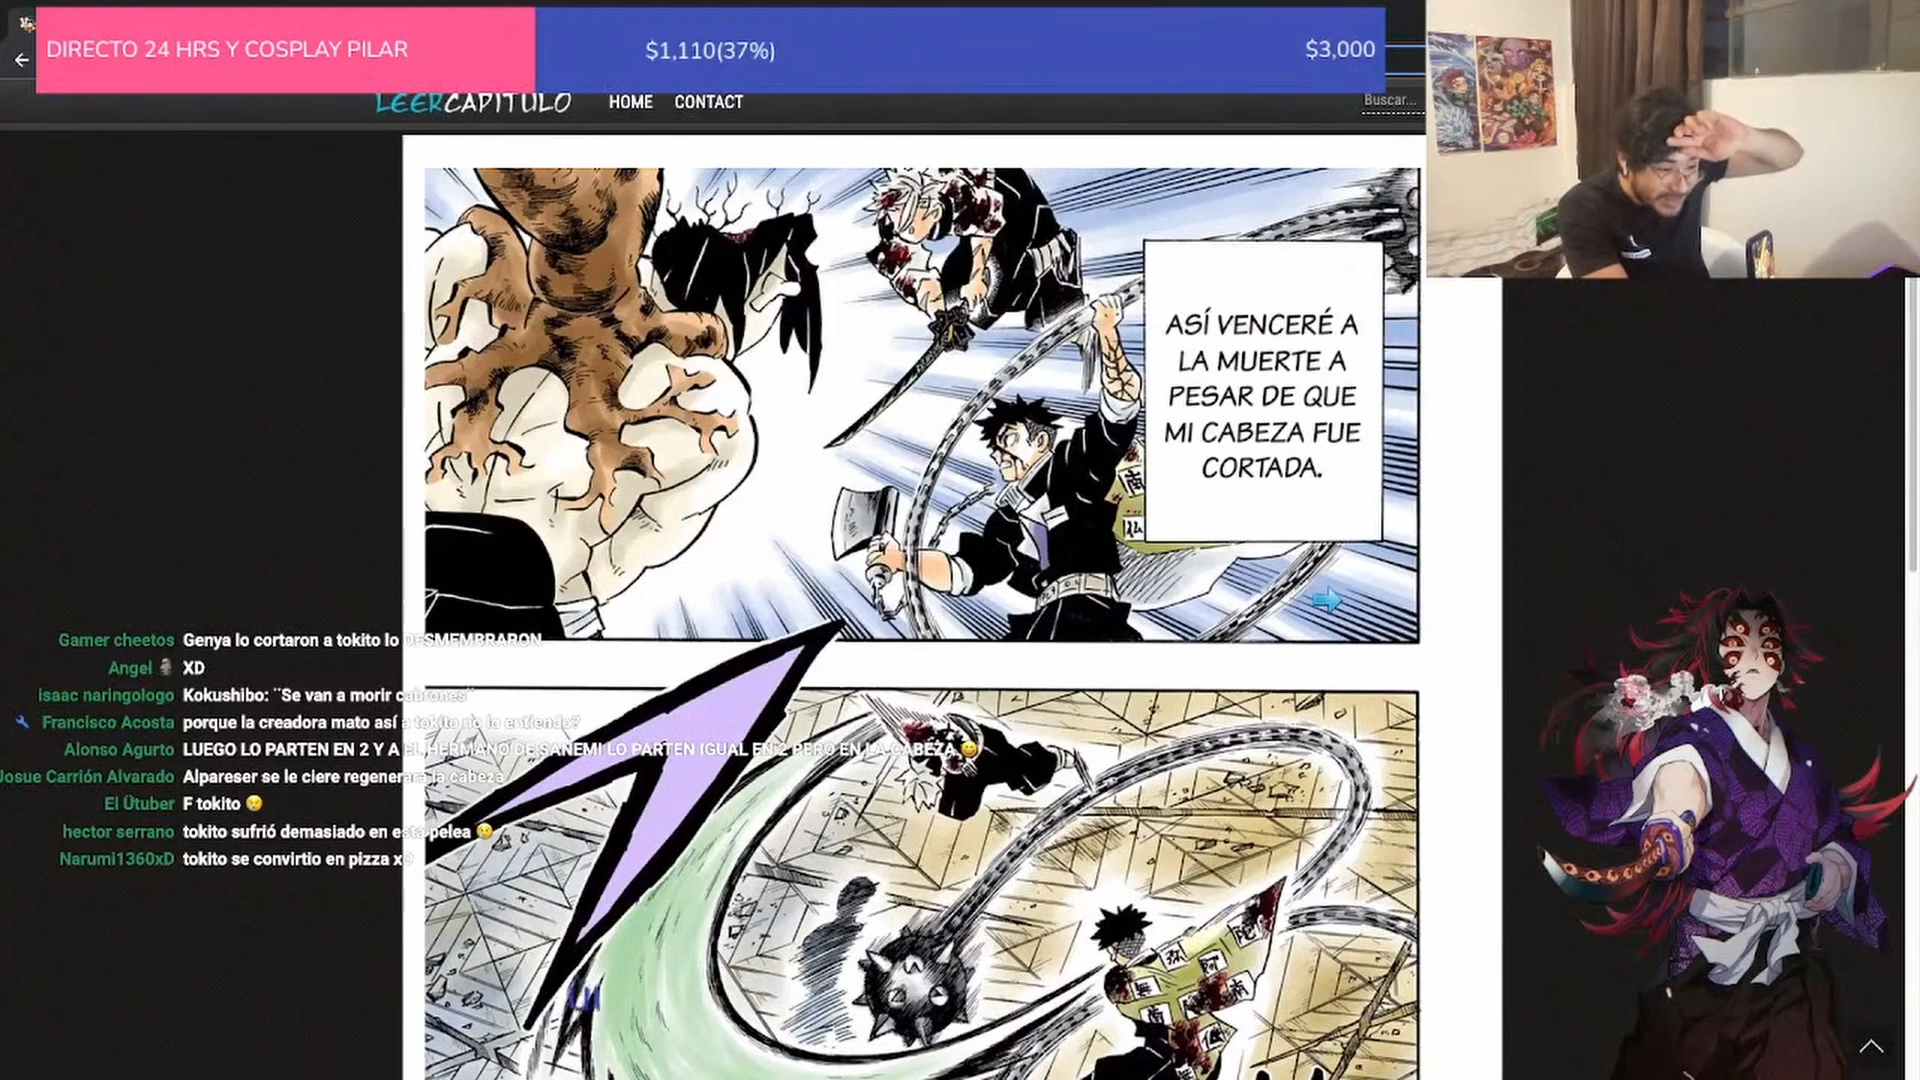 DIRECTO 24 HRS Y COSPLAY PILAR
$1,110(37%)
$3,000
LEERCAPITULO
HOME
CONTACT
Buscar...
ASÍ VENCERÉ A
LA MUERTE A
PESAR DE QUE
MI CABEZA FUE
CORTADA.
Gamer cheetos Genya lo cortaron a tokito lo DESMEMBRARON
Angel XD
isaac naringologo Kokushibo: ¨Se van a morir cabrones¨
Francisco Acosta porque la creadora mato así a tokito no la entiendo?
Alonso Agurto LUEGO LO PARTEN EN 2 Y A EL HERMANO DE SANEMI LO PARTEN IGUAL EN 2 PERO EN LA CABEZA 😄
Josue Carrión Alvarado Alpareser se le ciere regenerara la cabeza
El Ütuber F tokito 😢
hector serrano tokito sufrió demasiado en esta pelea 😢
Narumi1360xD tokito se convirtio en pizza xD
南